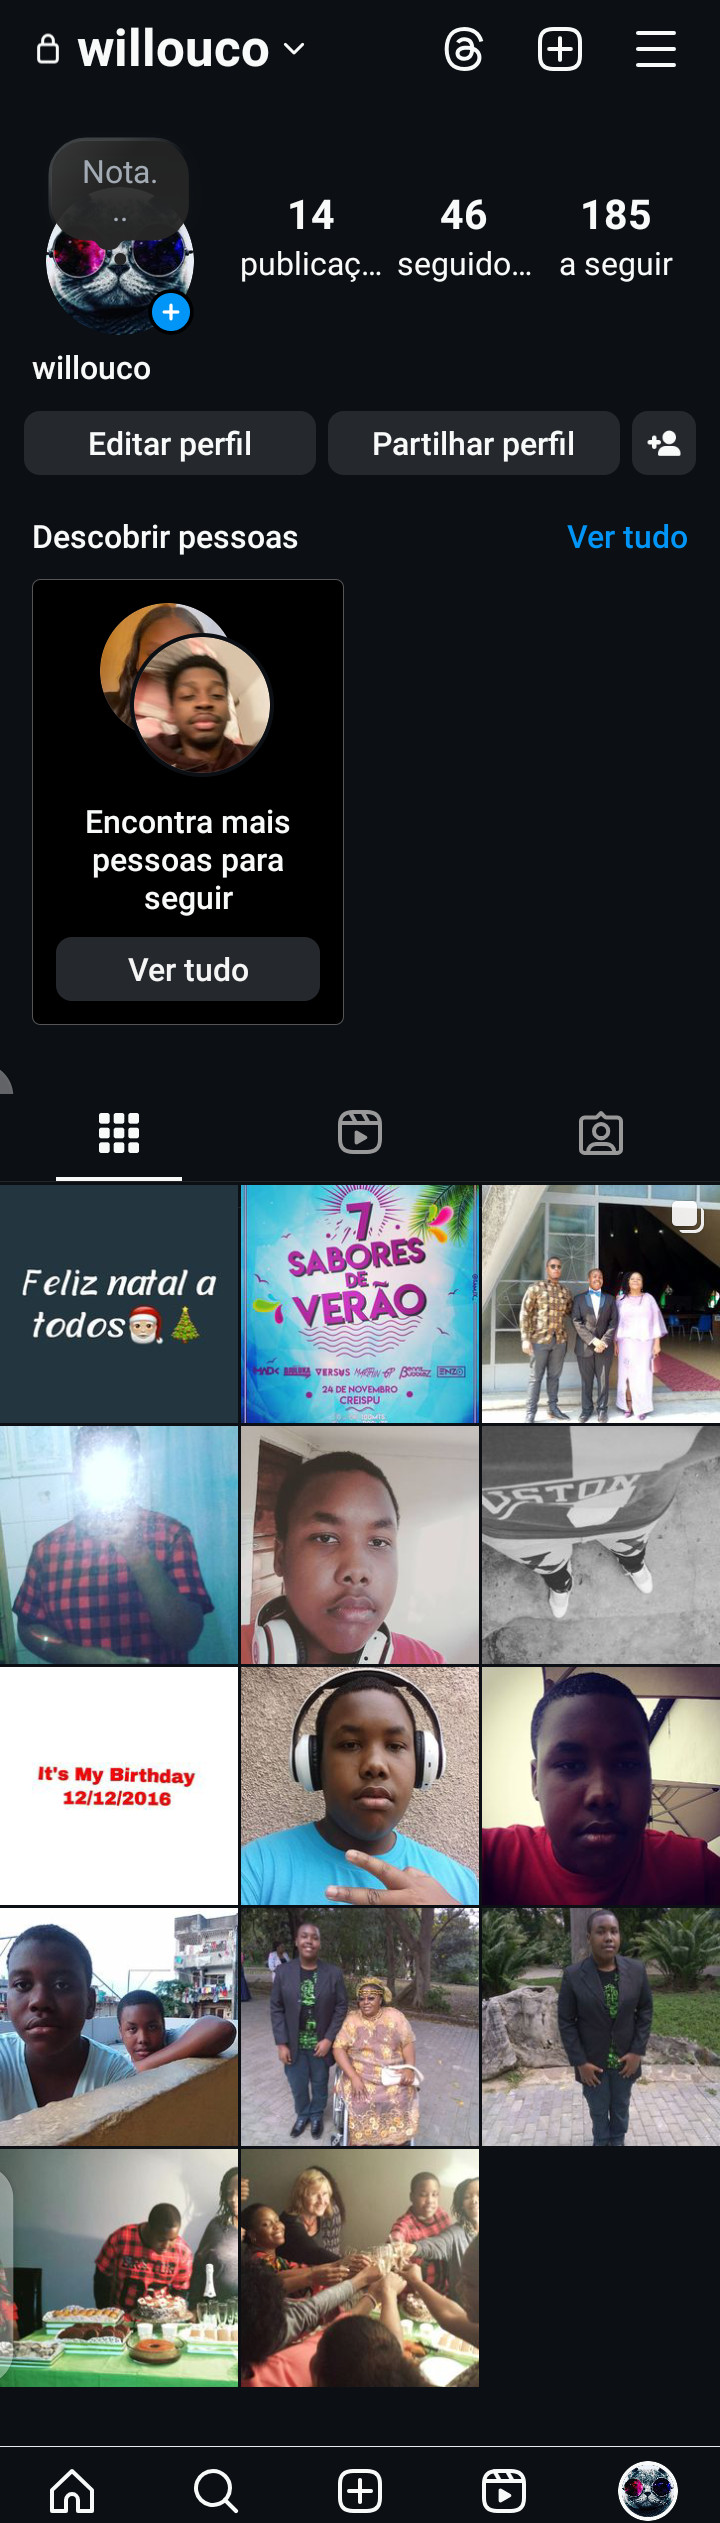 willouco
Nota.
..
14
46
185
publicaç...
seguido...
a seguir
willouco
Editar perfil
Partilhar perfil
Descobrir pessoas
Ver tudo
Encontra mais
pessoas para
seguir
Ver tudo
Feliz natal a
todos🎅🏼🎄
7
SABORES
DE
VERÃO
VERSUS
ENZO
24 DE NOVEMBRO
CREISPU
USTON
It's My Birthday
12/12/2016